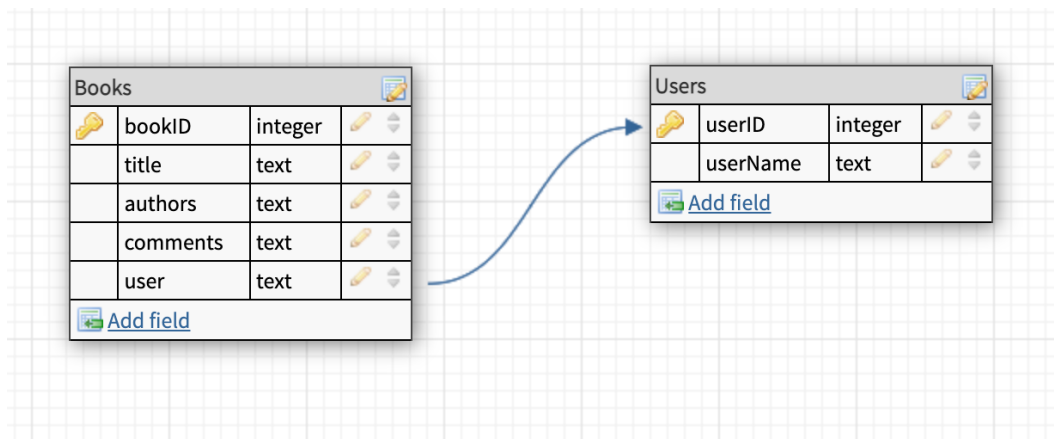 Books
bookID integer
title text
authors text
comments text
user text
Add field
Users
userID integer
userName text
Add field